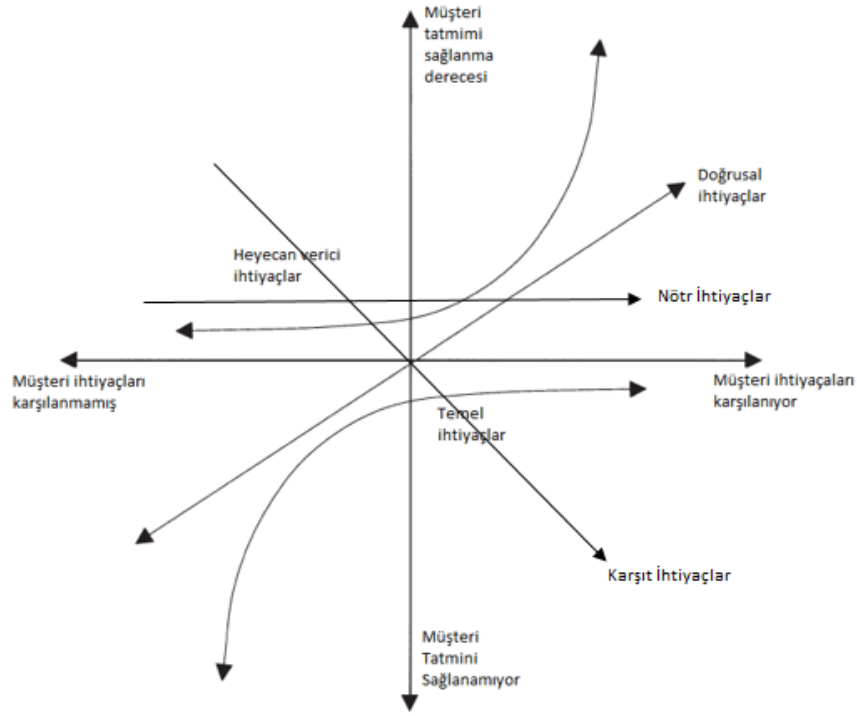 Müşteri
tatmimi
sağlanma
derecesi
Doğrusal
ihtiyaçlar
Heyecan verici
ihtiyaçlar
Nötr İhtiyaçlar
Müşteri ihtiyaçları
karşılanmamış
Müşteri ihtiyaçaları
karşılanıyor
Temel
ihtiyaçlar
Karşıt İhtiyaçlar
Müşteri
Tatmini
Sağlanamıyor